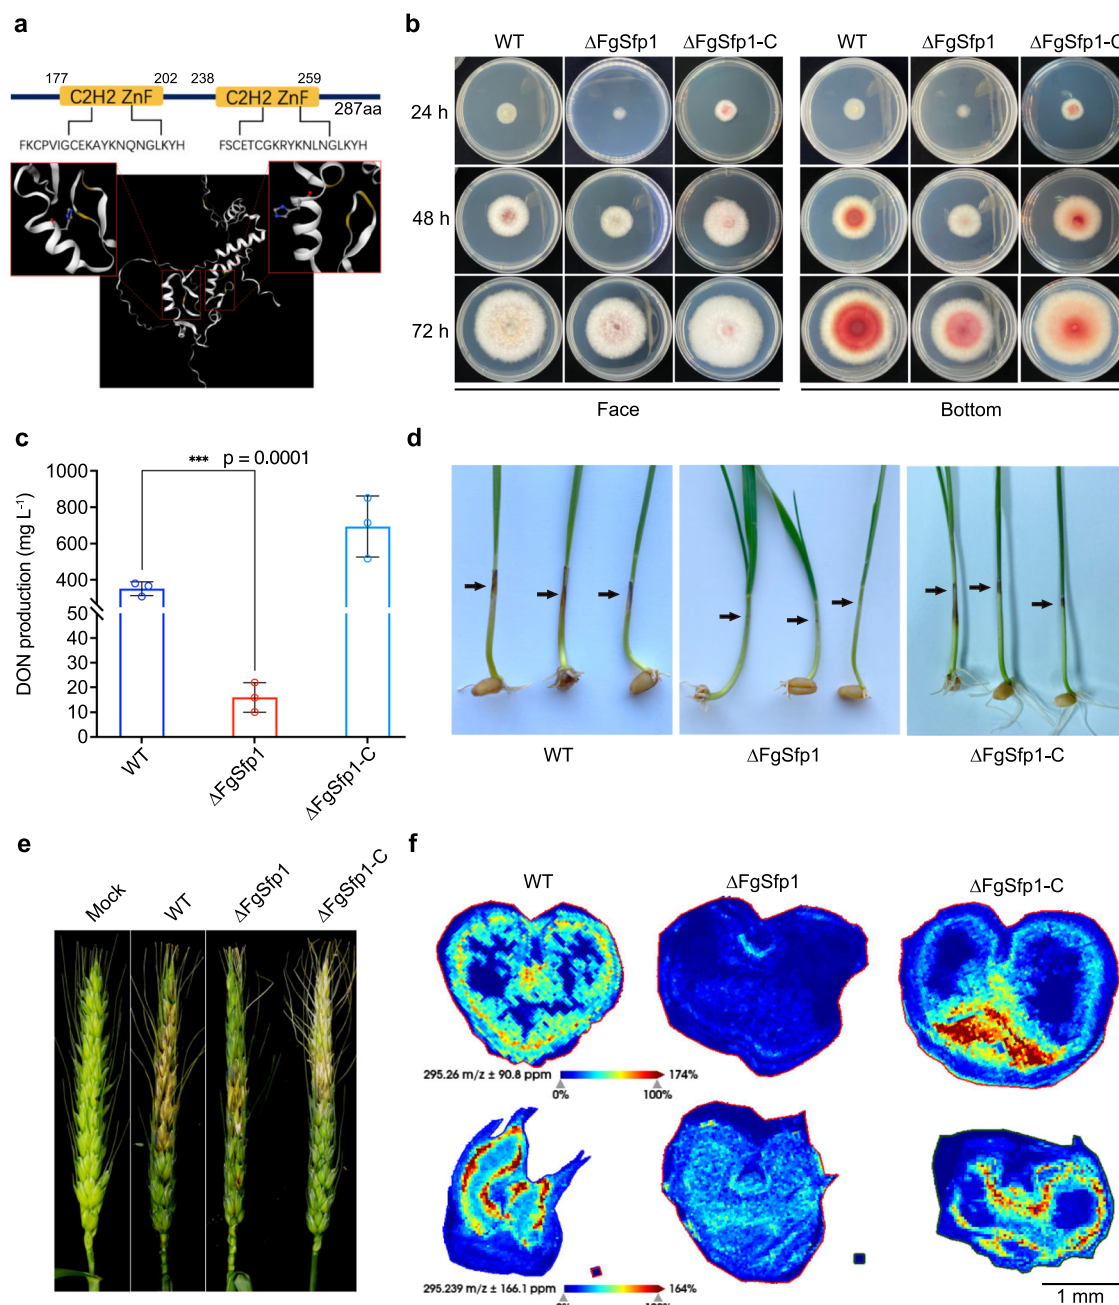 a
177 202 238 259
C2H2 ZnF C2H2 ZnF
287aa
FKCPVIGCEKAYKNQNGLKYH FSCETCGKRYKNLNGLKYH
b
WT ΔFgSfp1 ΔFgSfp1-C WT ΔFgSfp1 ΔFgSfp1-C
24 h
48 h
72 h
Face Bottom
c
*** p = 0.0001
DON production (mg L⁻¹)
1000
800
600
400
50
40
30
20
10
0
WT ΔFgSfp1 ΔFgSfp1-C
d
WT ΔFgSfp1 ΔFgSfp1-C
e
Mock WT ΔFgSfp1 ΔFgSfp1-C
f
WT ΔFgSfp1 ΔFgSfp1-C
295.26 m/z ± 90.8 ppm 174%
0% 100%
295.239 m/z ± 166.1 ppm 164%
0% 100%
1 mm